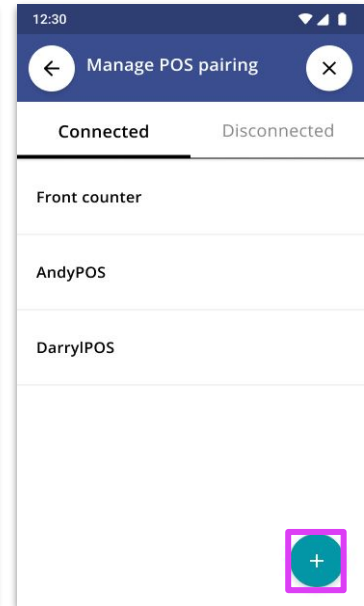 12:30
Manage POS pairing
Connected Disconnected
Front counter
AndyPOS
DarrylPOS
+